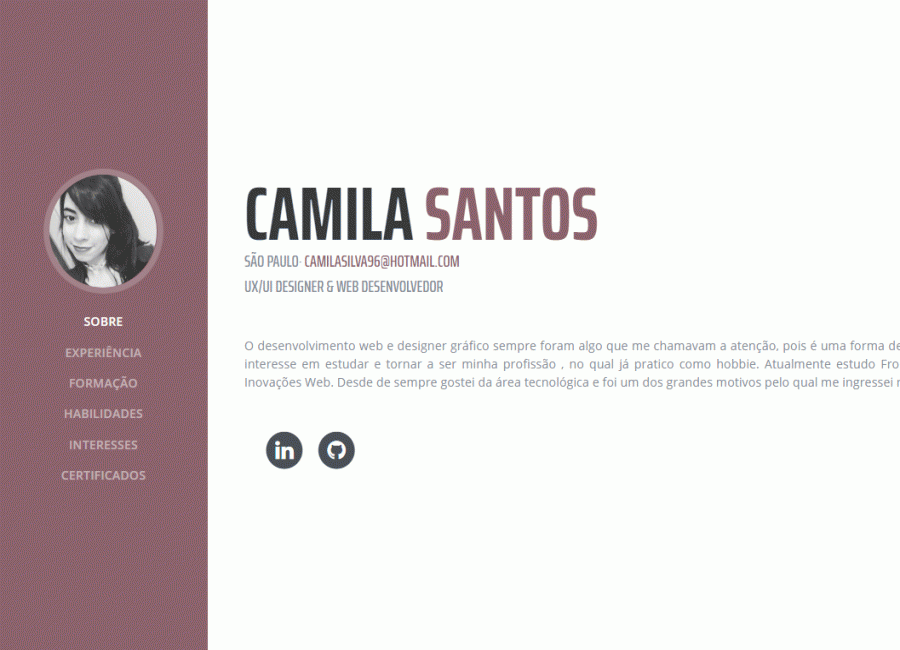 SOBRE
EXPERIÊNCIA
FORMAÇÃO
HABILIDADES
INTERESSES
CERTIFICADOS
CAMILA SANTOS
SÃO PAULO· CAMILASILVA96@HOTMAIL.COM
UX/UI DESIGNER & WEB DESENVOLVEDOR
O desenvolvimento web e designer gráfico sempre foram algo que me chamavam a atenção, pois é uma forma de
interesse em estudar e tornar a ser minha profissão , no qual já pratico como hobbie. Atualmente estudo Fro
Inovações Web. Desde de sempre gostei da área tecnológica e foi um dos grandes motivos pelo qual me ingressei
in